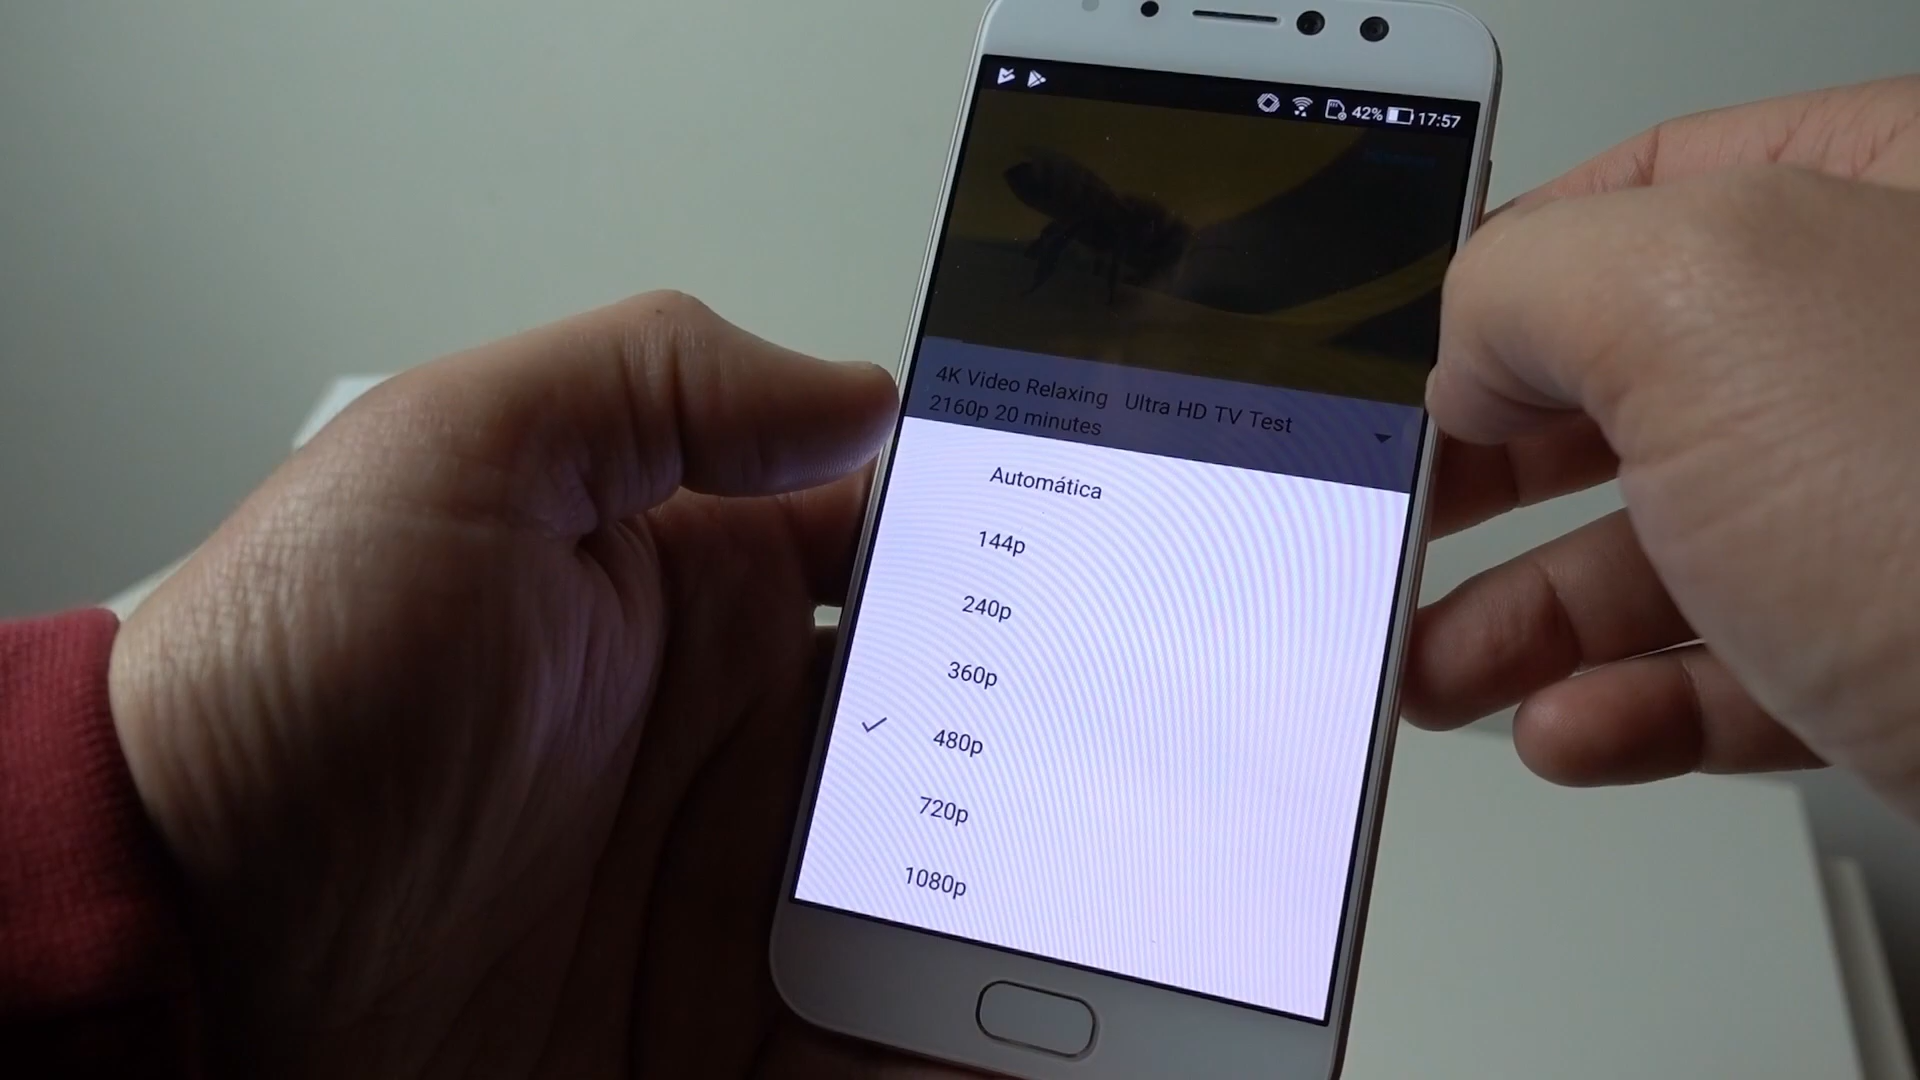 42% 17:57
4K Video Relaxing Ultra HD TV Test
2160p 20 minutes
Automática
144p
240p
360p
480p
720p
1080p